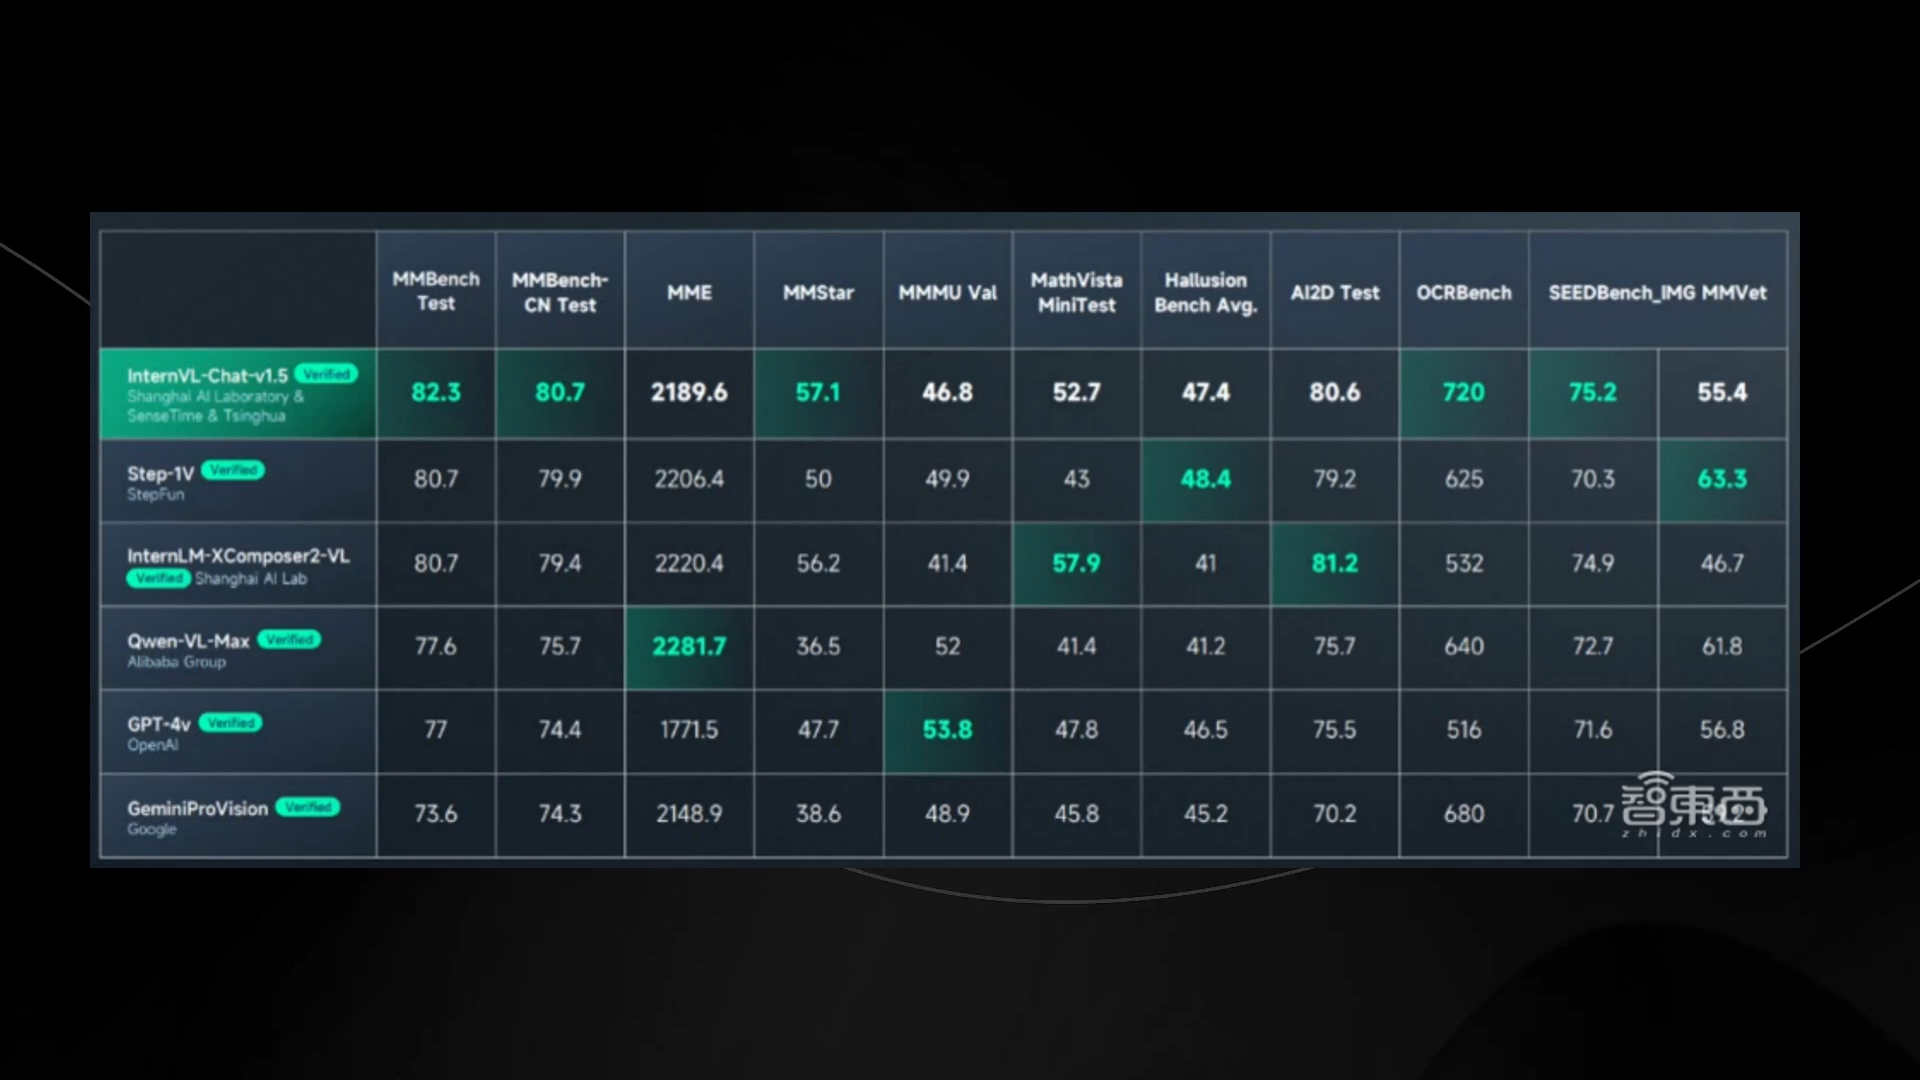 MMBench Test MMBench-CN Test MME MMStar MMMU Val MathVista MiniTest Hallusion Bench Avg. AI2D Test OCRBench SEEDBench_IMG MMVet
InternVL-Chat-v1.5 Verified
Shanghai AI Laboratory &
SenseTime & Tsinghua
82.3 80.7 2189.6 57.1 46.8 52.7 47.4 80.6 720 75.2 55.4
Step-1V Verified
StepFun
80.7 79.9 2206.4 50 49.9 43 48.4 79.2 625 70.3 63.3
InternLM-XComposer2-VL
Verified Shanghai AI Lab
80.7 79.4 2220.4 56.2 41.4 57.9 41 81.2 532 74.9 46.7
Qwen-VL-Max Verified
Alibaba Group
77.6 75.7 2281.7 36.5 52 41.4 41.2 75.7 640 72.7 61.8
GPT-4v Verified
OpenAI
77 74.4 1771.5 47.7 53.8 47.8 46.5 75.5 516 71.6 56.8
GeminiProVision Verified
Google
73.6 74.3 2148.9 38.6 48.9 45.8 45.2 70.2 680 70.7
智東西
zhidx.com